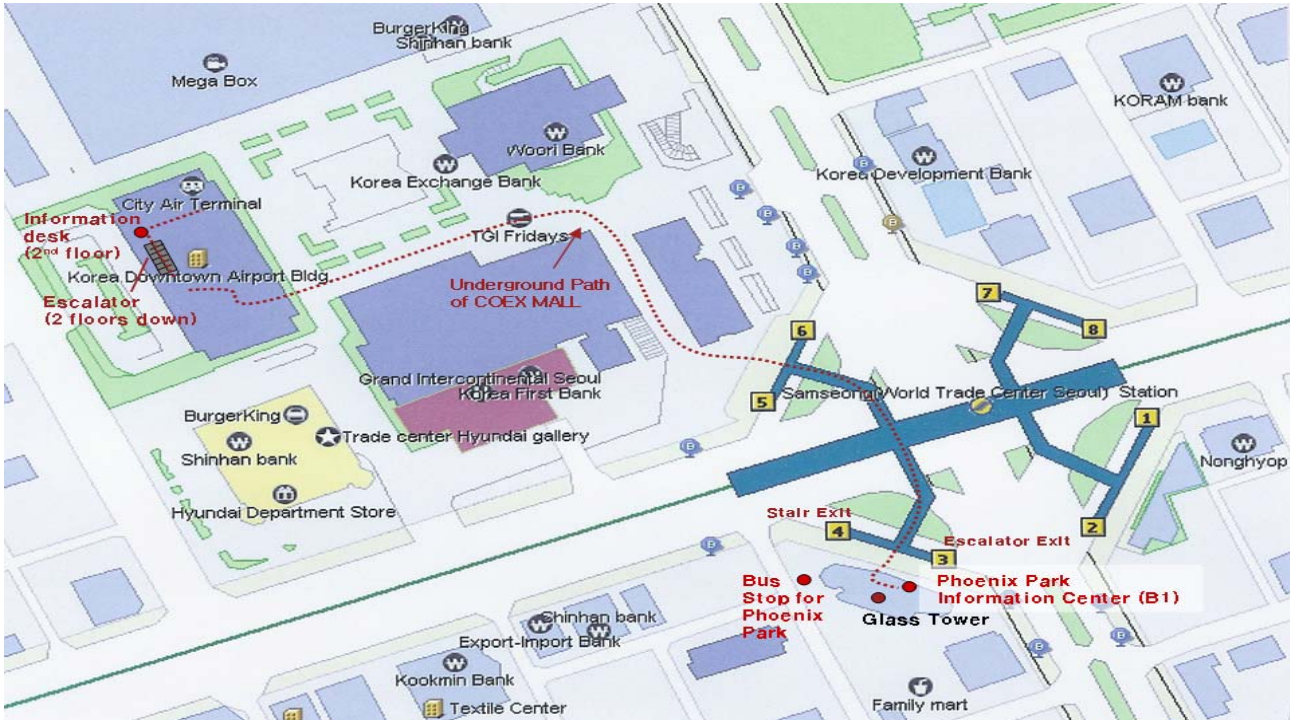 BurgerKing
Shinhan bank
Mega Box
KORAM bank
Woori Bank
Korea Exchange Bank
Korea Development Bank
City Air Terminal
Information
desk
(2nd floor)
TGI Fridays
Korea Downtown Airport Bldg
Escalator
(2 floors down)
Underground Path
of COEX MALL
7
8
6
5
Grand Intercontinental Seoul
Korea First Bank
Samseong(World Trade Center Seoul) Station
1
BurgerKing
Trade center Hyundai gallery
Shinhan bank
Nonghyop
Hyundai Department Store
Stair Exit
4
2
Escalator Exit
3
Bus
Stop for
Phoenix
Park
Phoenix Park
Information Center (B1)
Glass Tower
Shinhan bank
Export-Import Bank
Kookmin Bank
Textile Center
Family mart